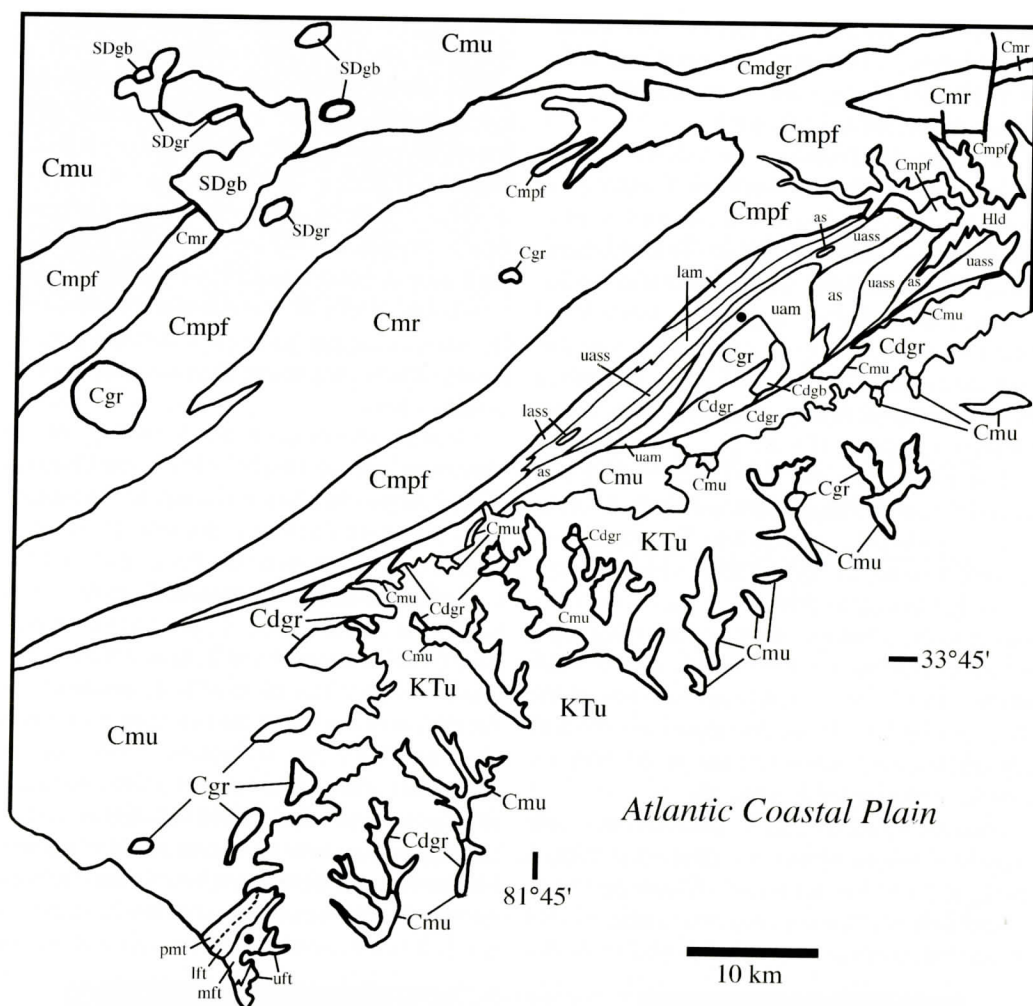 Cmu
SDgb
SDgb
Cmr
Cmdgr
Cmr
SDgr
Cmpf
Cmpf
Cmu
Cmpf
Cmpf
SDgb
Cmpf
as
Hld
SDgr
Cmr
uass
Cgr
uass
Cmpf
lam
as
uass
as
Cmpf
Cmr
uam
Cmu
Cgr
Cdgr
uass
Cmu
Cgr
Cdgb
lass
Cdgr
Cdgr
Cmu
uam
Cmpf
as
Cmu
Cmu
Cgr
Cmu
Cdgr
KTu
Cmu
Cmu
Cdgr
Cmu
Cdgr
Cmu
Cmu
33°45'
KTu
KTu
Cmu
Cgr
Cmu
Atlantic Coastal Plain
Cdgr
81°45'
Cmu
pmt
lft
uft
mft
10 km